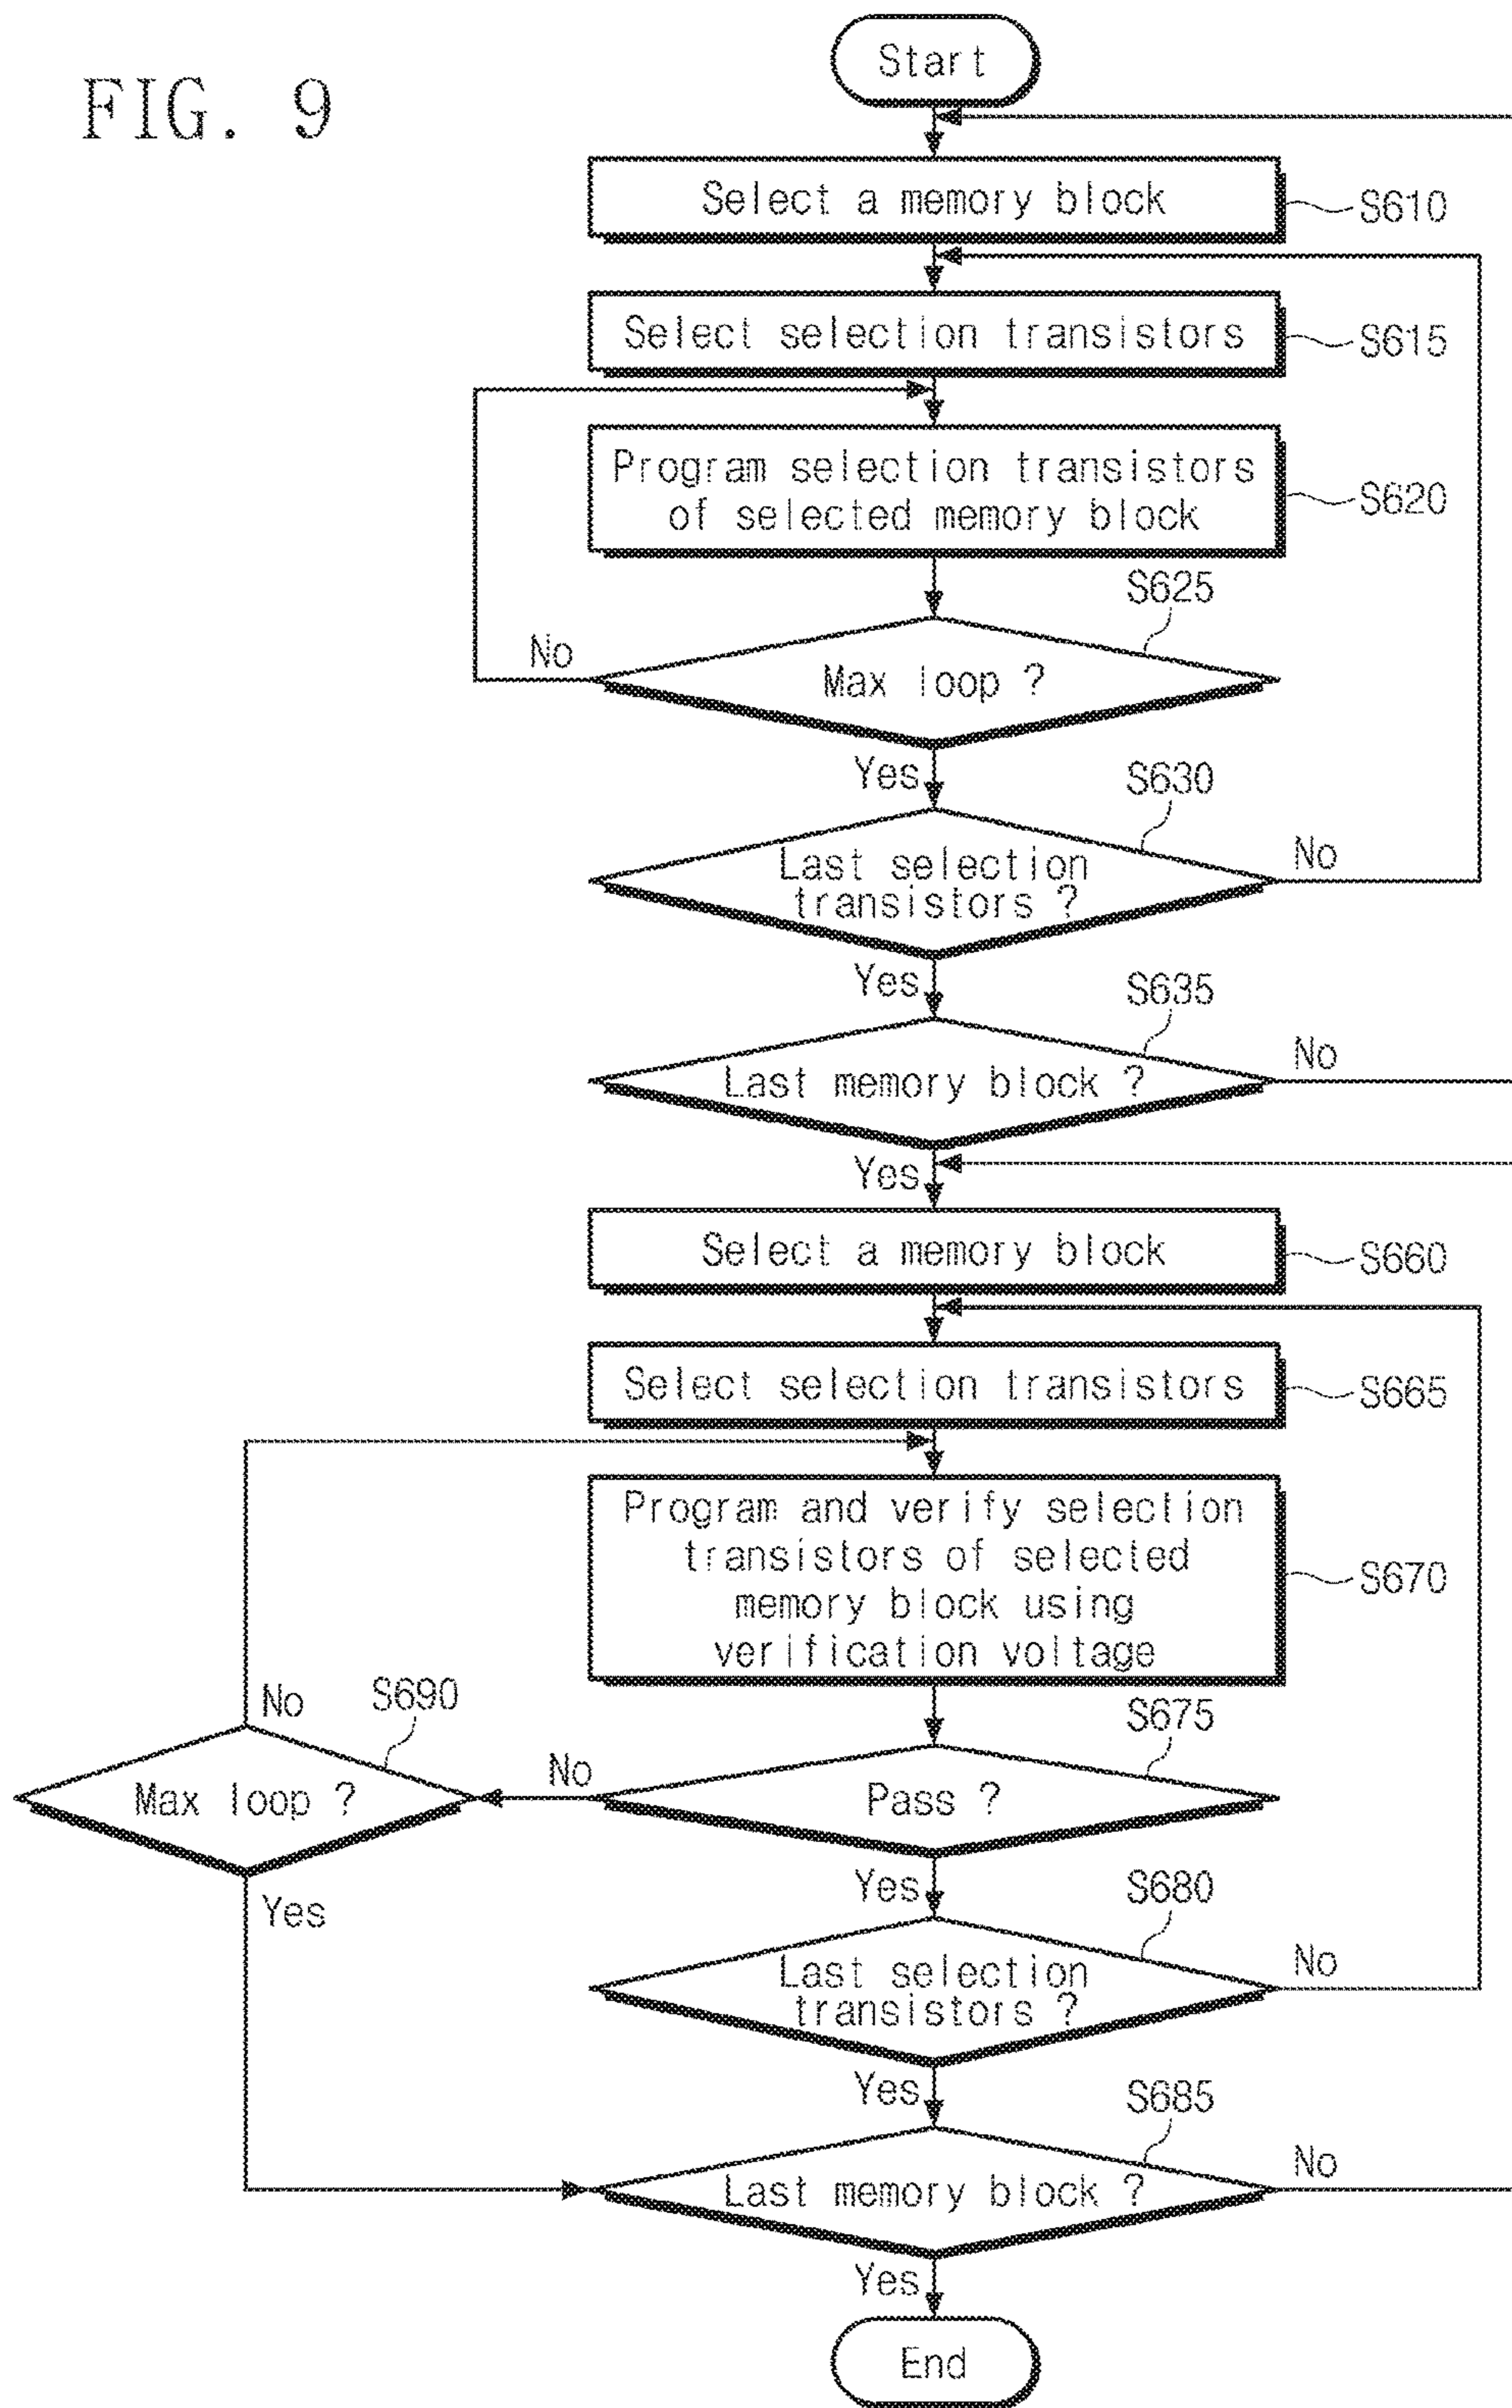 FIG. 9
Start
Select a memory block
S610
Select selection transistors
S615
Program selection transistors
of selected memory block
S620
S625
No
Max loop ?
Yes
S630
Last selection
transistors ?
No
Yes
S635
Last memory block ?
No
Yes
Select a memory block
S660
Select selection transistors
S665
Program and verify selection
transistors of selected
memory block using
verification voltage
S670
No
S690
S675
Max loop ?
No
Pass ?
Yes
Yes
S680
Last selection
transistors ?
No
Yes
S685
Last memory block ?
No
Yes
End